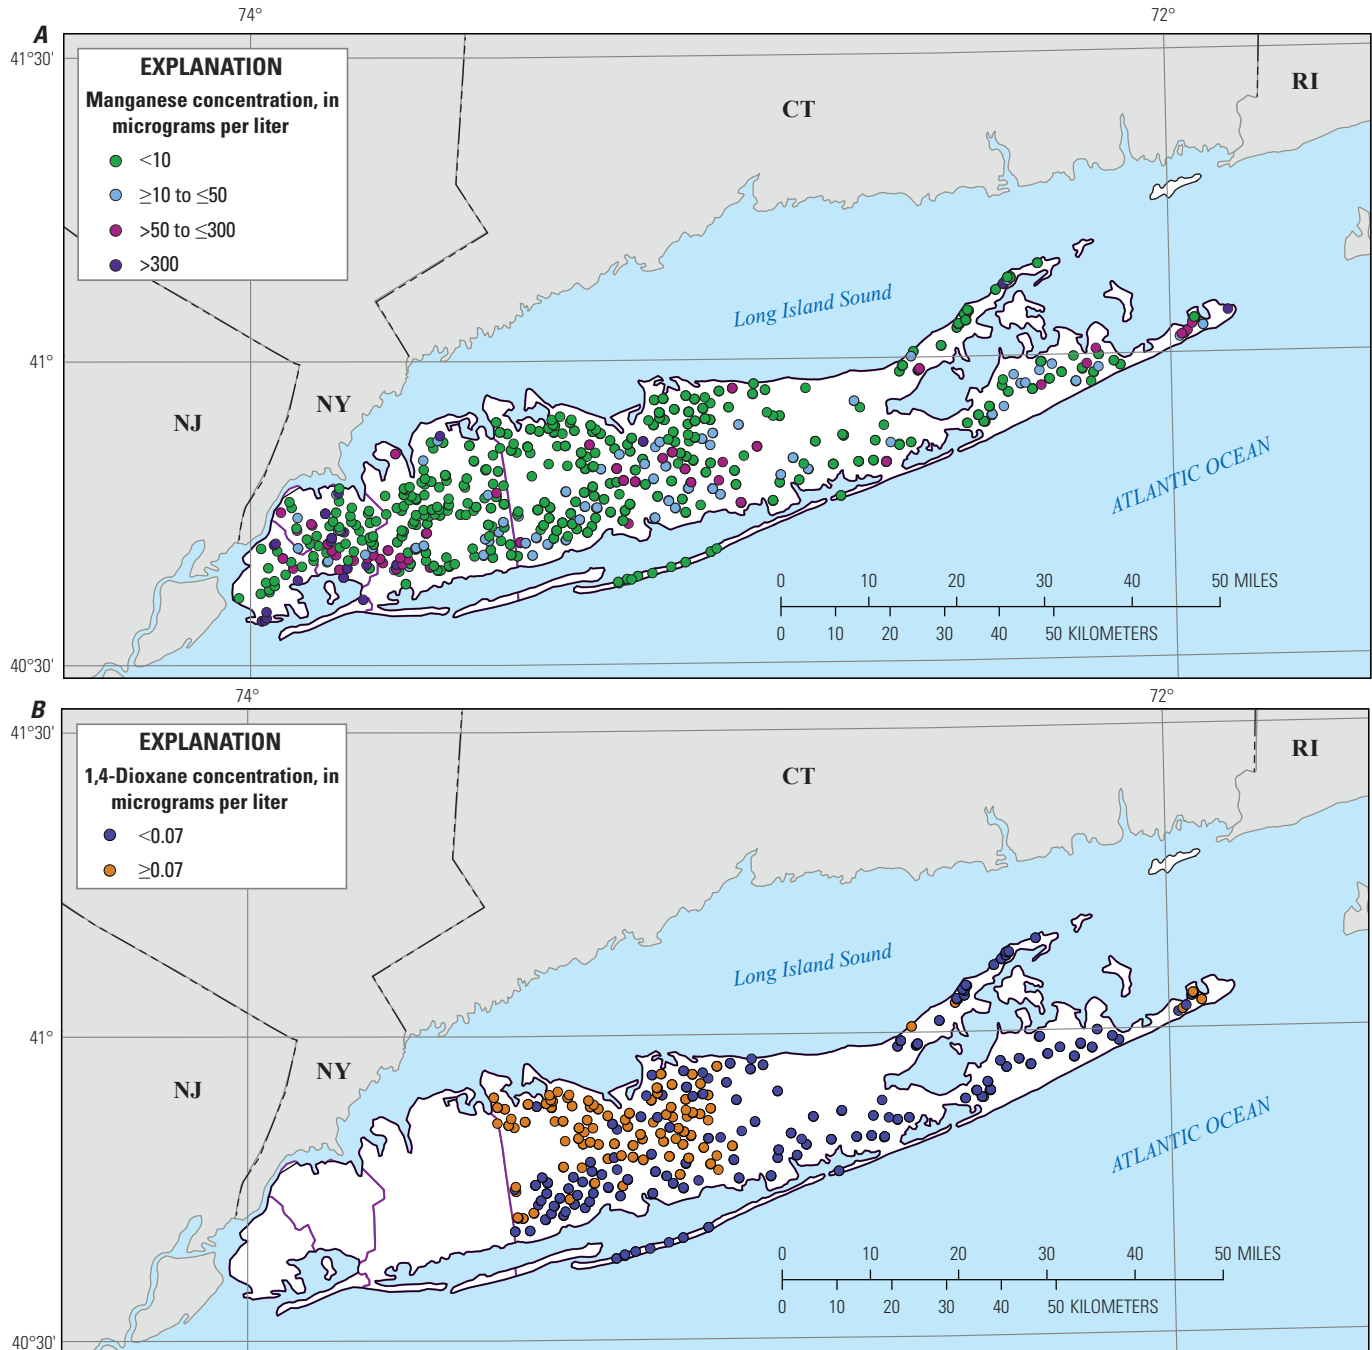 74°
72°
A
41°30'
EXPLANATION
Manganese concentration, in
micrograms per liter
<10
≥10 to ≤50
>50 to ≤300
>300
CT
RI
Long Island Sound
41°
NY
NJ
ATLANTIC OCEAN
0 10 20 30 40 50 MILES
0 10 20 30 40 50 KILOMETERS
40°30'
74°
72°
B
41°30'
EXPLANATION
1,4-Dioxane concentration, in
micrograms per liter
<0.07
≥0.07
CT
RI
Long Island Sound
41°
NY
NJ
ATLANTIC OCEAN
0 10 20 30 40 50 MILES
0 10 20 30 40 50 KILOMETERS
40°30'